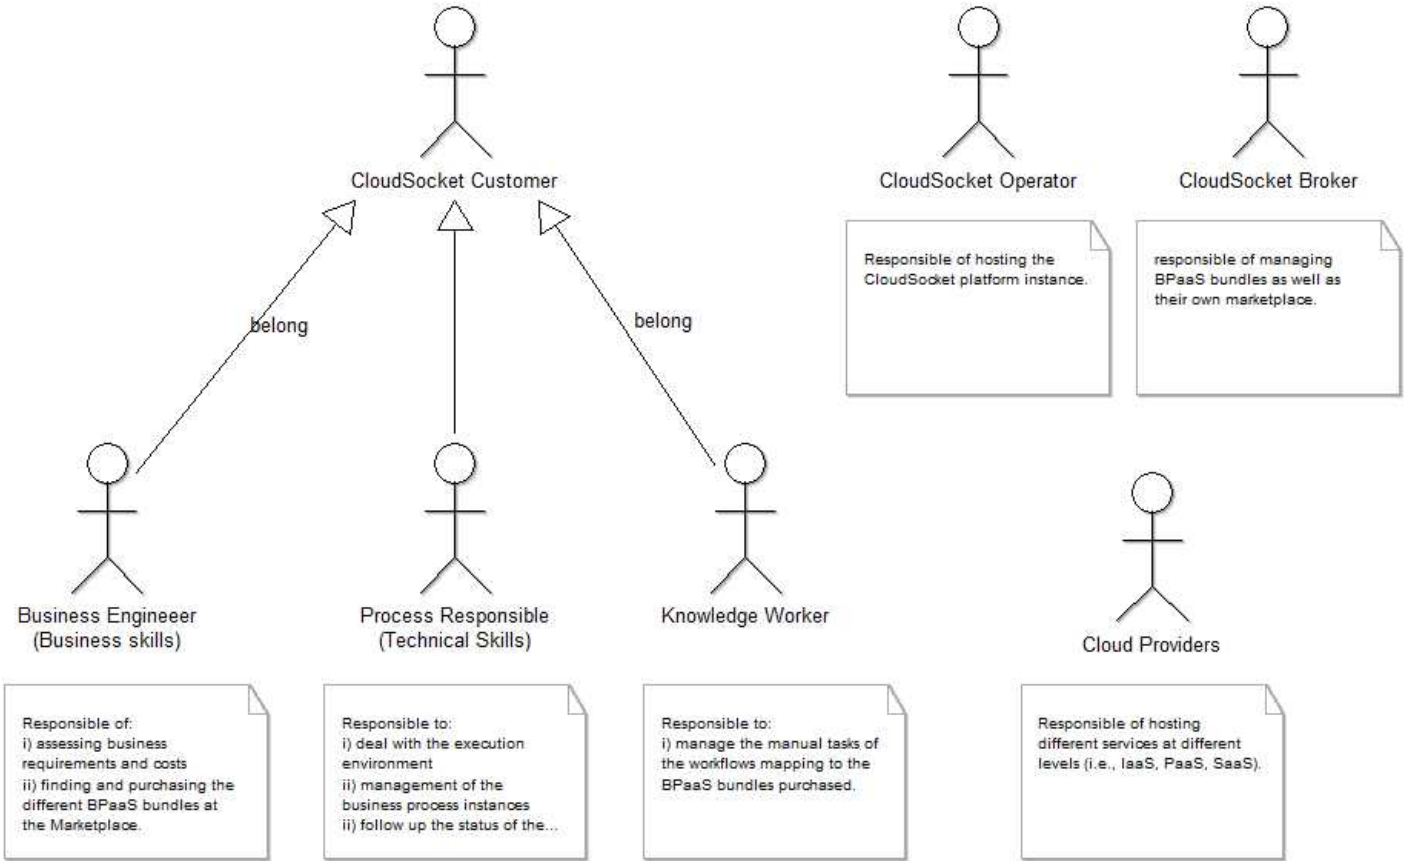 CloudSocket Customer
CloudSocket Operator
CloudSocket Broker
Responsible of hosting the
CloudSocket platform instance.
responsible of managing
BPaaS bundles as well as
their own marketplace.
belong
belong
Business Engineeer
(Business skills)
Process Responsible
(Technical Skills)
Knowledge Worker
Cloud Providers
Responsible of:
i) assessing business
requirements and costs
ii) finding and purchasing the
different BPaaS bundles at
the Marketplace.
Responsible to:
i) deal with the execution
environment
ii) management of the
business process instances
ii) follow up the status of the...
Responsible to:
i) manage the manual tasks of
the workflows mapping to the
BPaaS bundles purchased.
Responsible of hosting
different services at different
levels (i.e., IaaS, PaaS, SaaS).